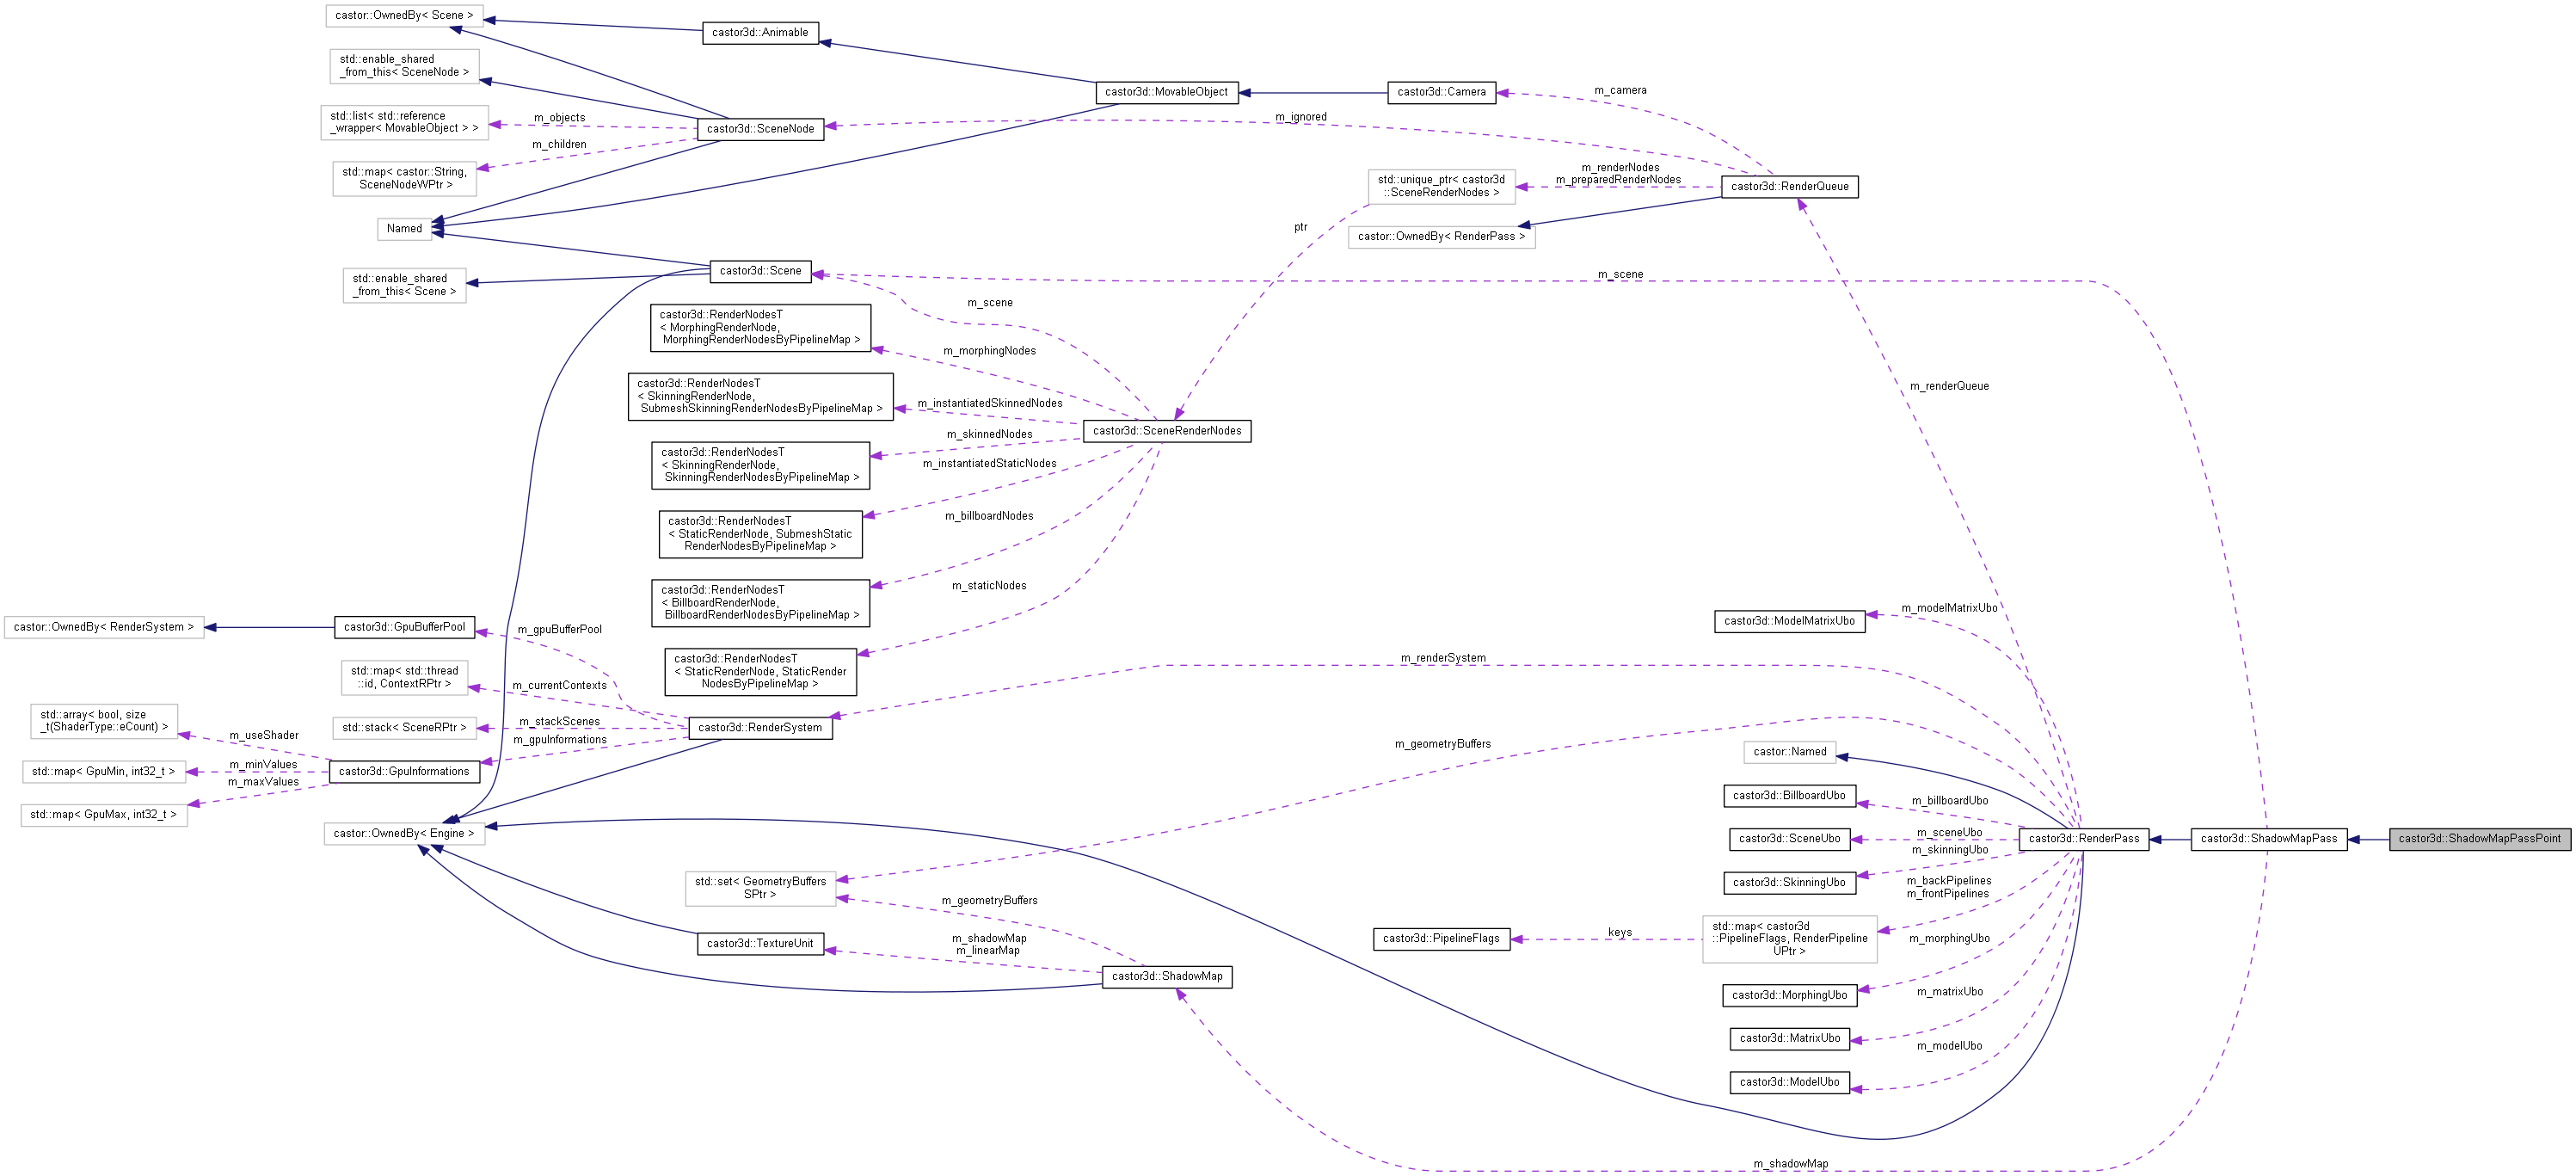 castor::OwnedBy< Scene >
castor3d::Animable
std::enable_shared
_from_this< SceneNode >
castor3d::MovableObject
castor3d::Camera
m_camera
std::list< std::reference
_wrapper< MovableObject > >
m_objects
castor3d::SceneNode
m_ignored
m_children
std::map< castor::String,
SceneNodeWPtr >
m_renderNodes
m_preparedRenderNodes
std::unique_ptr< castor3d
::SceneRenderNodes >
castor3d::RenderQueue
Named
ptr
castor::OwnedBy< RenderPass >
castor3d::Scene
m_scene
std::enable_shared
_from_this< Scene >
m_scene
castor3d::RenderNodesT
< MorphingRenderNode,
MorphingRenderNodesByPipelineMap >
m_morphingNodes
castor3d::RenderNodesT
< SkinningRenderNode,
SubmeshSkinningRenderNodesByPipelineMap >
m_instantiatedSkinnedNodes
m_renderQueue
castor3d::SceneRenderNodes
m_skinnedNodes
castor3d::RenderNodesT
< SkinningRenderNode,
SkinningRenderNodesByPipelineMap >
m_instantiatedStaticNodes
castor3d::RenderNodesT
< StaticRenderNode, SubmeshStatic
RenderNodesByPipelineMap >
m_billboardNodes
castor3d::RenderNodesT
< BillboardRenderNode,
BillboardRenderNodesByPipelineMap >
m_staticNodes
castor::OwnedBy< RenderSystem >
castor3d::GpuBufferPool
m_gpuBufferPool
m_modelMatrixUbo
castor3d::ModelMatrixUbo
castor3d::RenderNodesT
< StaticRenderNode, StaticRender
NodesByPipelineMap >
m_renderSystem
std::map< std::thread
::id, ContextRPtr >
m_currentContexts
std::array< bool, size
_t(ShaderType::eCount) >
m_useShader
std::stack< SceneRPtr >
m_stackScenes
castor3d::RenderSystem
m_gpuInformations
m_geometryBuffers
castor::Named
std::map< GpuMin, int32_t >
m_minValues
castor3d::GpuInformations
m_maxValues
castor3d::BillboardUbo
m_billboardUbo
std::map< GpuMax, int32_t >
castor::OwnedBy< Engine >
castor3d::SceneUbo
m_sceneUbo
castor3d::RenderPass
castor3d::ShadowMapPass
castor3d::ShadowMapPassPoint
m_skinningUbo
castor3d::SkinningUbo
std::set< GeometryBuffers
SPtr >
m_geometryBuffers
m_backPipelines
m_frontPipelines
castor3d::TextureUnit
m_shadowMap
m_linearMap
castor3d::PipelineFlags
keys
std::map< castor3d
::PipelineFlags, RenderPipeline
UPtr >
m_morphingUbo
castor3d::ShadowMap
castor3d::MorphingUbo
m_matrixUbo
castor3d::MatrixUbo
m_modelUbo
castor3d::ModelUbo
m_shadowMap